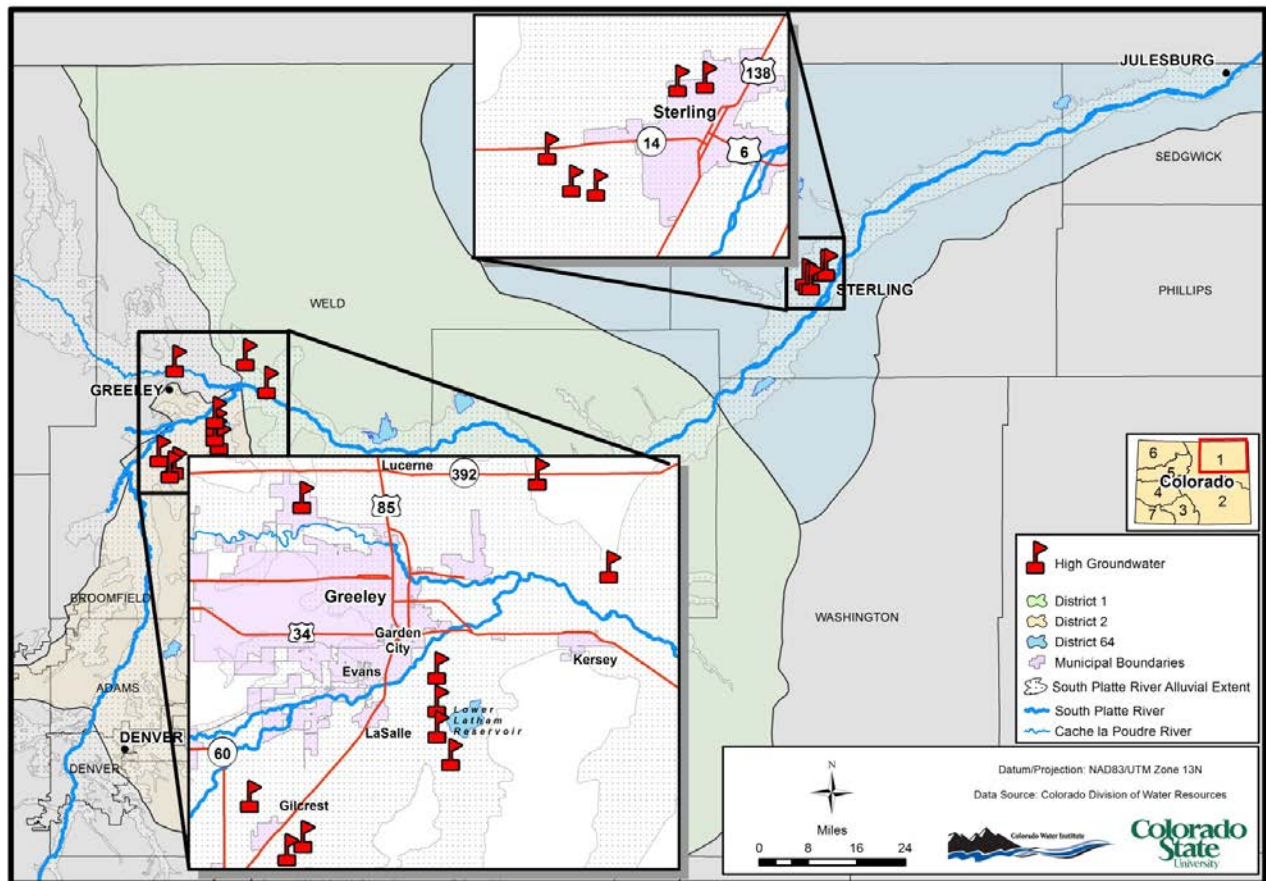 138
Sterling
14
6
JULESBURG
SEDGWICK
PHILLIPS
STERLING
WELD
GREELEY
Lucerne
392
85
Greeley
34
Garden
City
Evans
Kersey
Lower
Latham
Reservoir
LaSalle
60
Gilcrest
BROOMFIELD
ADAMS
DENVER
DENVER
WASHINGTON
6
5
1
Colorado
4
2
7
3
High Groundwater
District 1
District 2
District 64
Municipal Boundaries
South Platte River Alluvial Extent
South Platte River
Cache la Poudre River
N
Miles
0 4 8 16 24
Datum/Projection: NAD83/UTM Zone 13N
Data Source: Colorado Division of Water Resources
Colorado Water Institute
Colorado
State
University